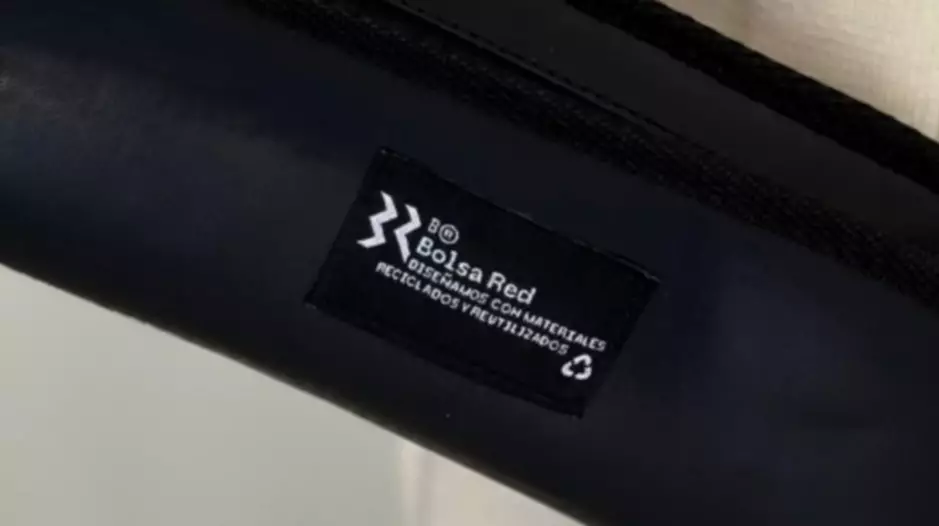 B®
Bolsa Red
DISEÑAMOS CON MATERIALES
RECICLADOS Y REUTILIZADOS